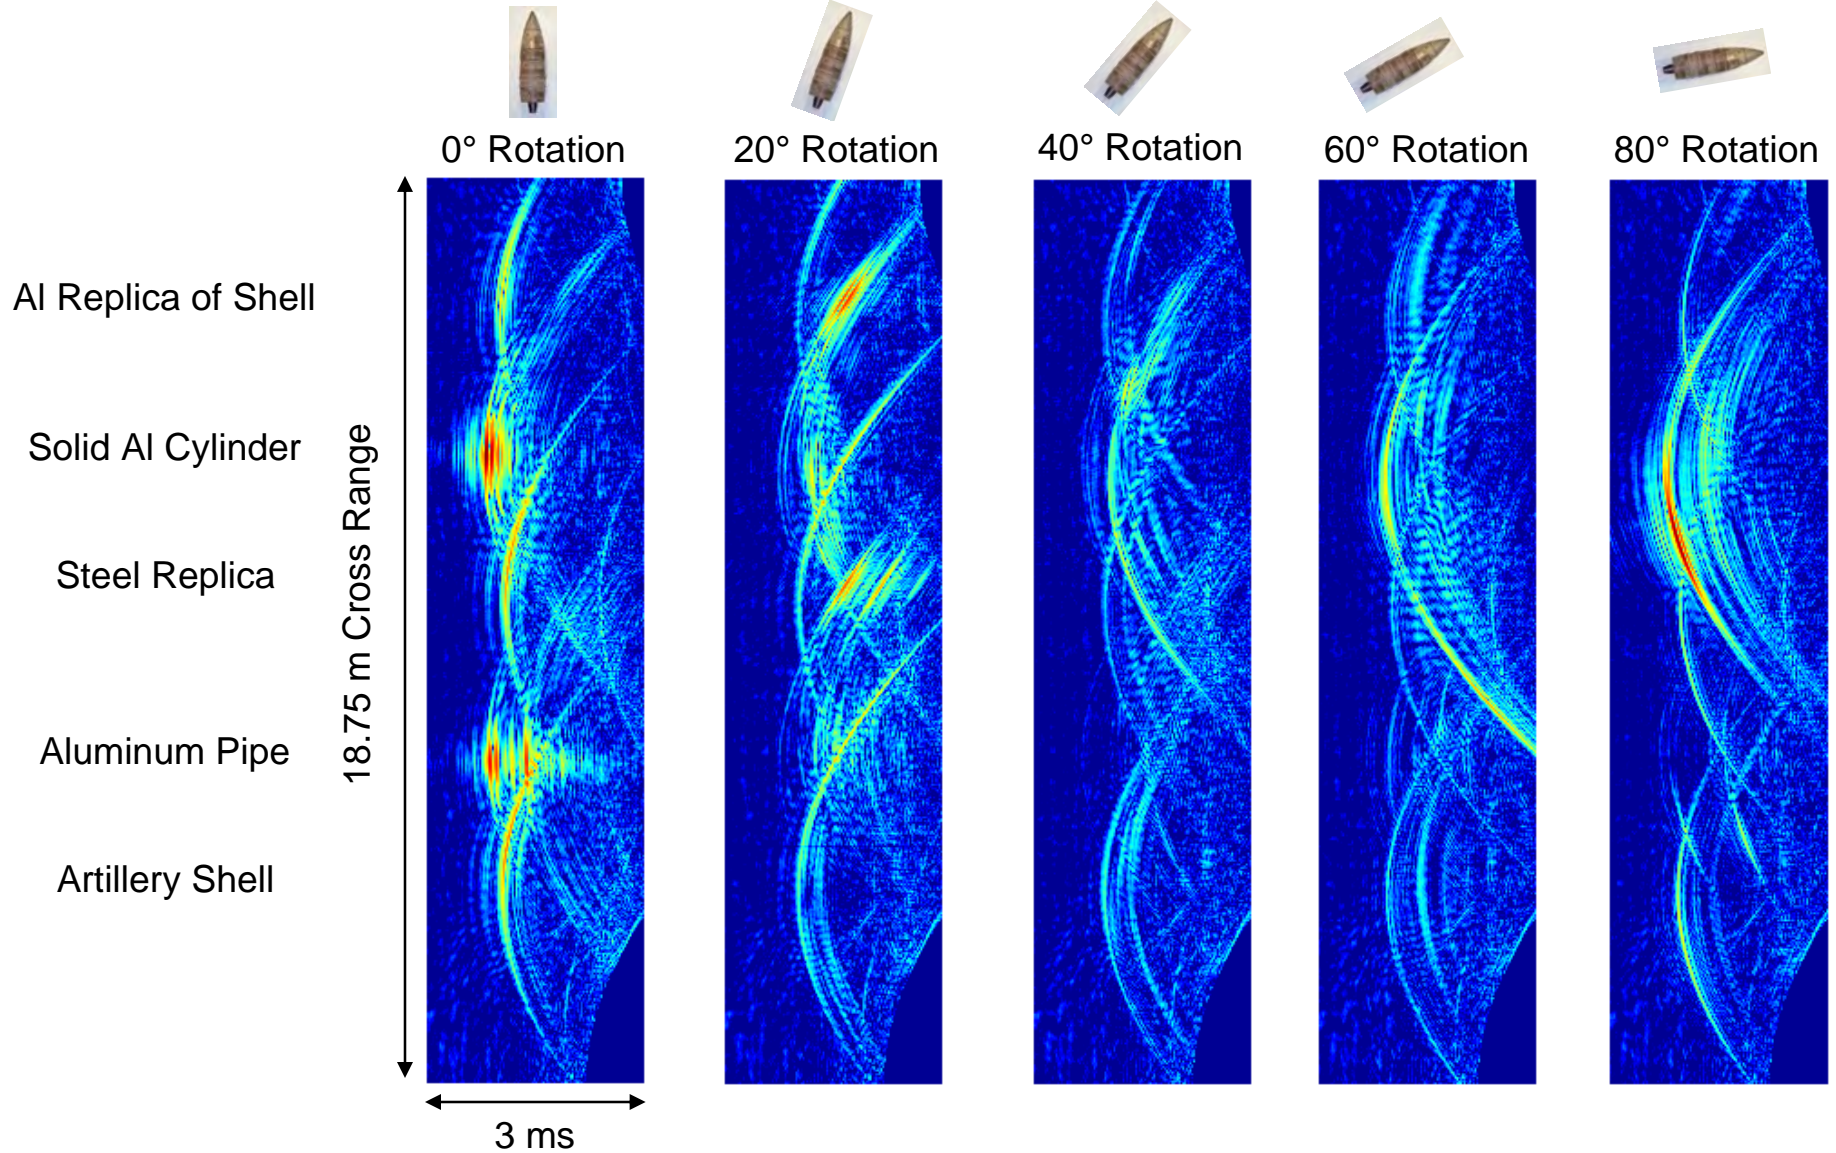 0° Rotation
20° Rotation
40° Rotation
60° Rotation
80° Rotation
Al Replica of Shell
Solid Al Cylinder
Steel Replica
Aluminum Pipe
Artillery Shell
18.75 m Cross Range
3 ms